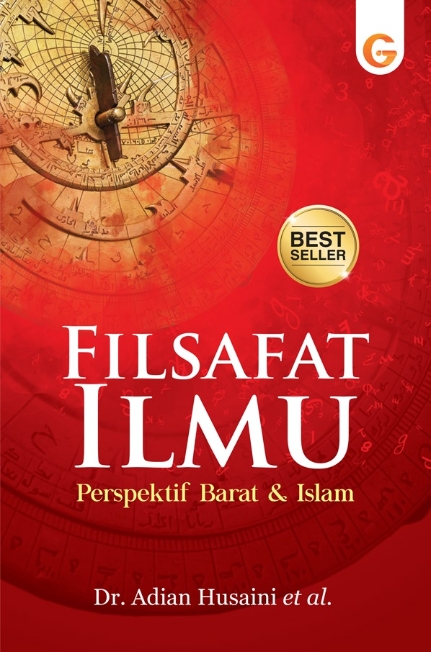 G
BEST
SELLER
FILSAFAT
ILMU
Perspektif Barat & Islam
Dr. Adian Husaini et al.